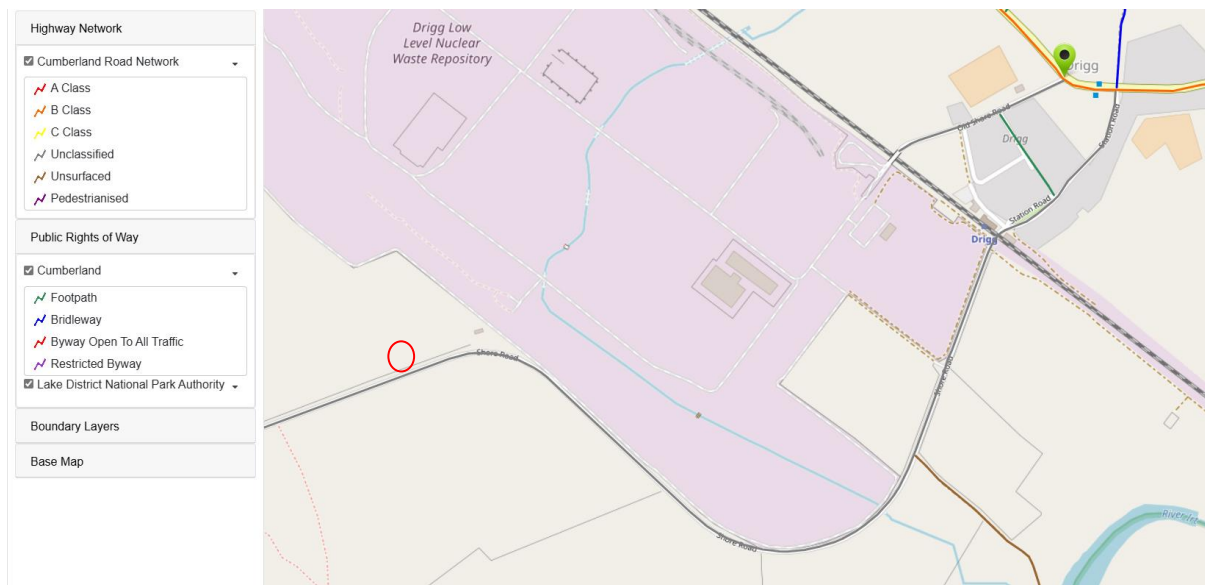 Highway Network
Cumberland Road Network
A Class
B Class
C Class
Unclassified
Unsurfaced
Pedestrianised
Public Rights of Way
Cumberland
Footpath
Bridleway
Byway Open To All Traffic
Restricted Byway
Lake District National Park Authority
Boundary Layers
Base Map
Drigg Low
Level Nuclear
Waste Repository
Drigg
Old Shore Road
Drigg
Station Road
Station Road
Drigg
Shore Road
Shore Road
Shore Road